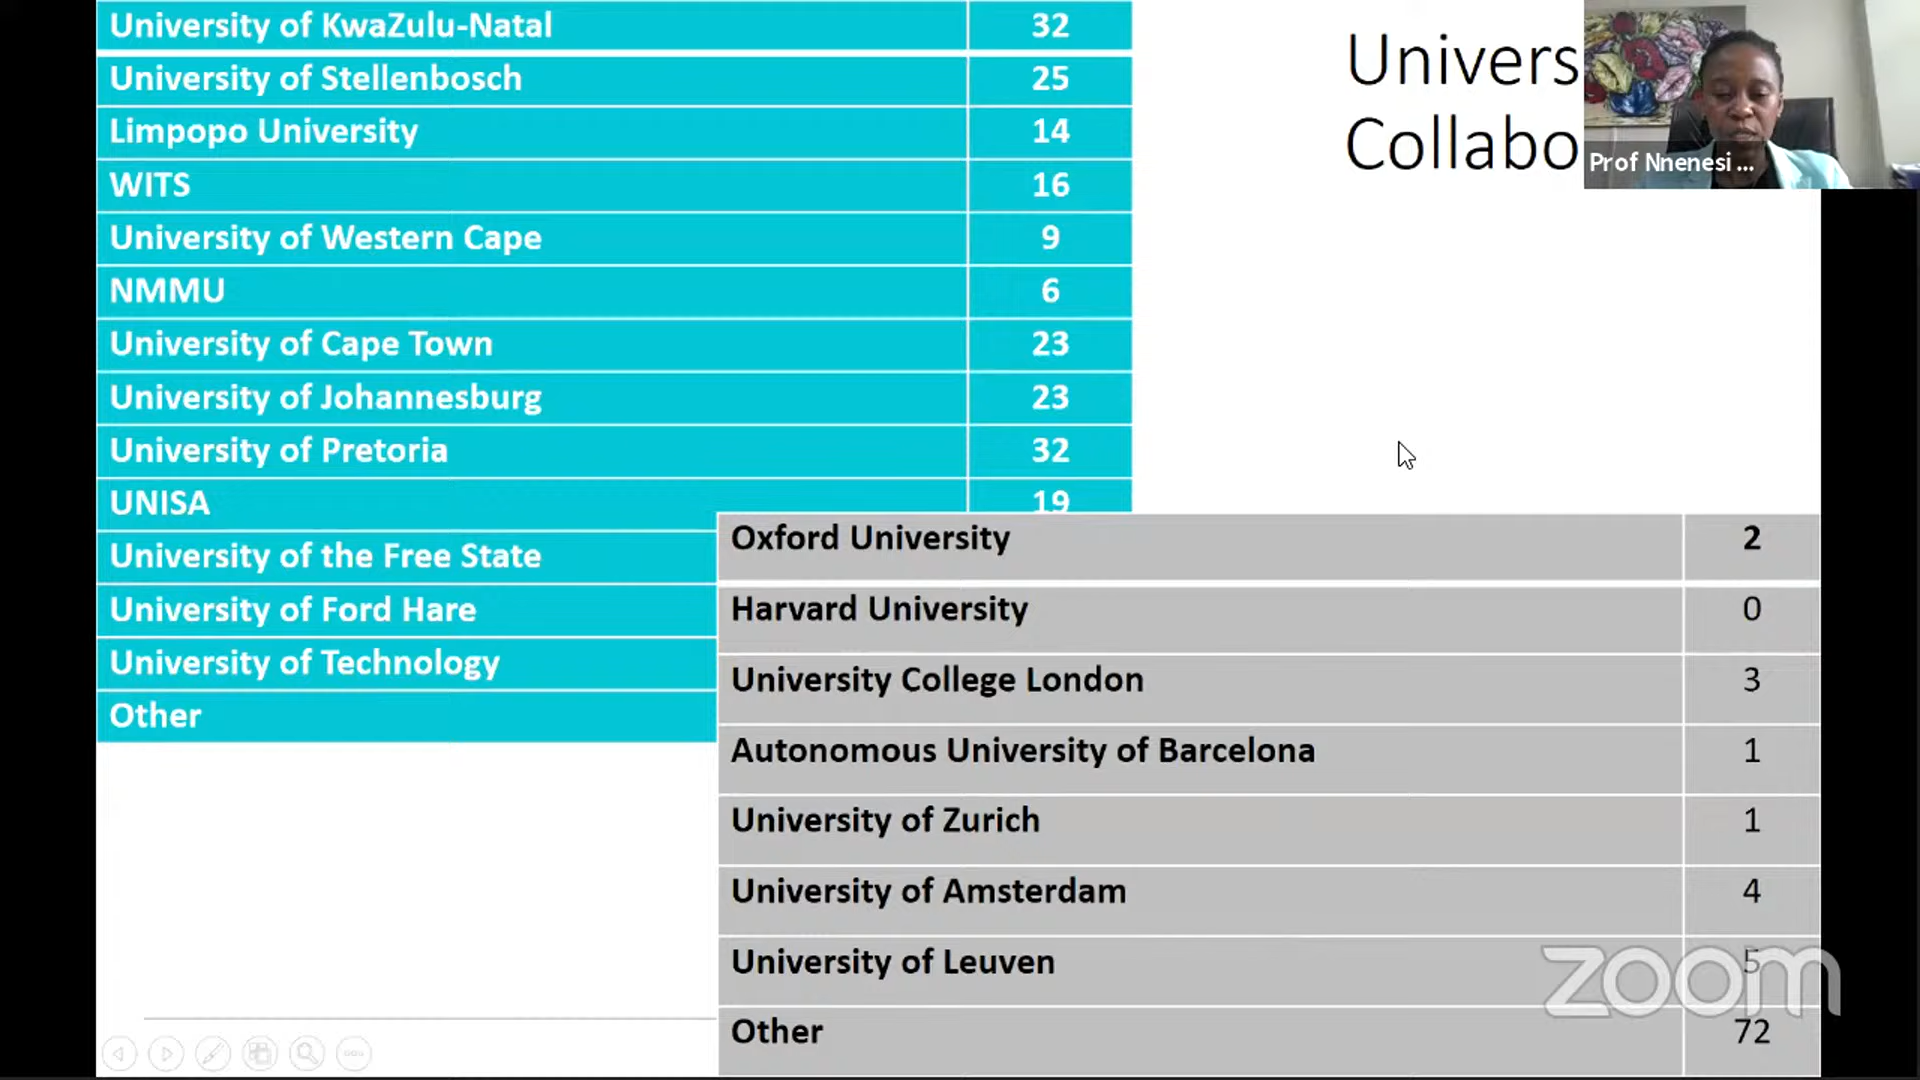 University of KwaZulu-Natal 32
University of Stellenbosch 25
Limpopo University 14
WITS 16
University of Western Cape 9
NMMU 6
University of Cape Town 23
University of Johannesburg 23
University of Pretoria 32
UNISA 19
University of the Free State
University of Ford Hare
University of Technology
Other
Univers
Collabo
Prof Nnenesi ...
Oxford University 2
Harvard University 0
University College London 3
Autonomous University of Barcelona 1
University of Zurich 1
University of Amsterdam 4
University of Leuven 5
Other 72
zoom